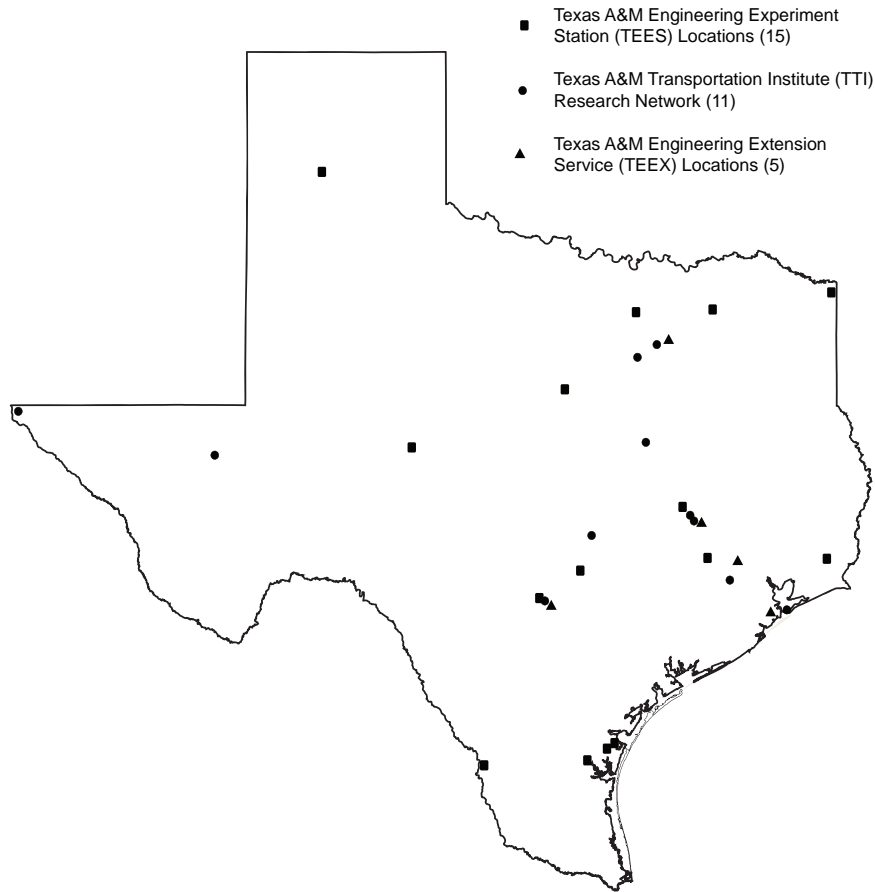 Texas A&M Engineering Experiment
Station (TEES) Locations (15)
Texas A&M Transportation Institute (TTI)
Research Network (11)
Texas A&M Engineering Extension
Service (TEEX) Locations (5)